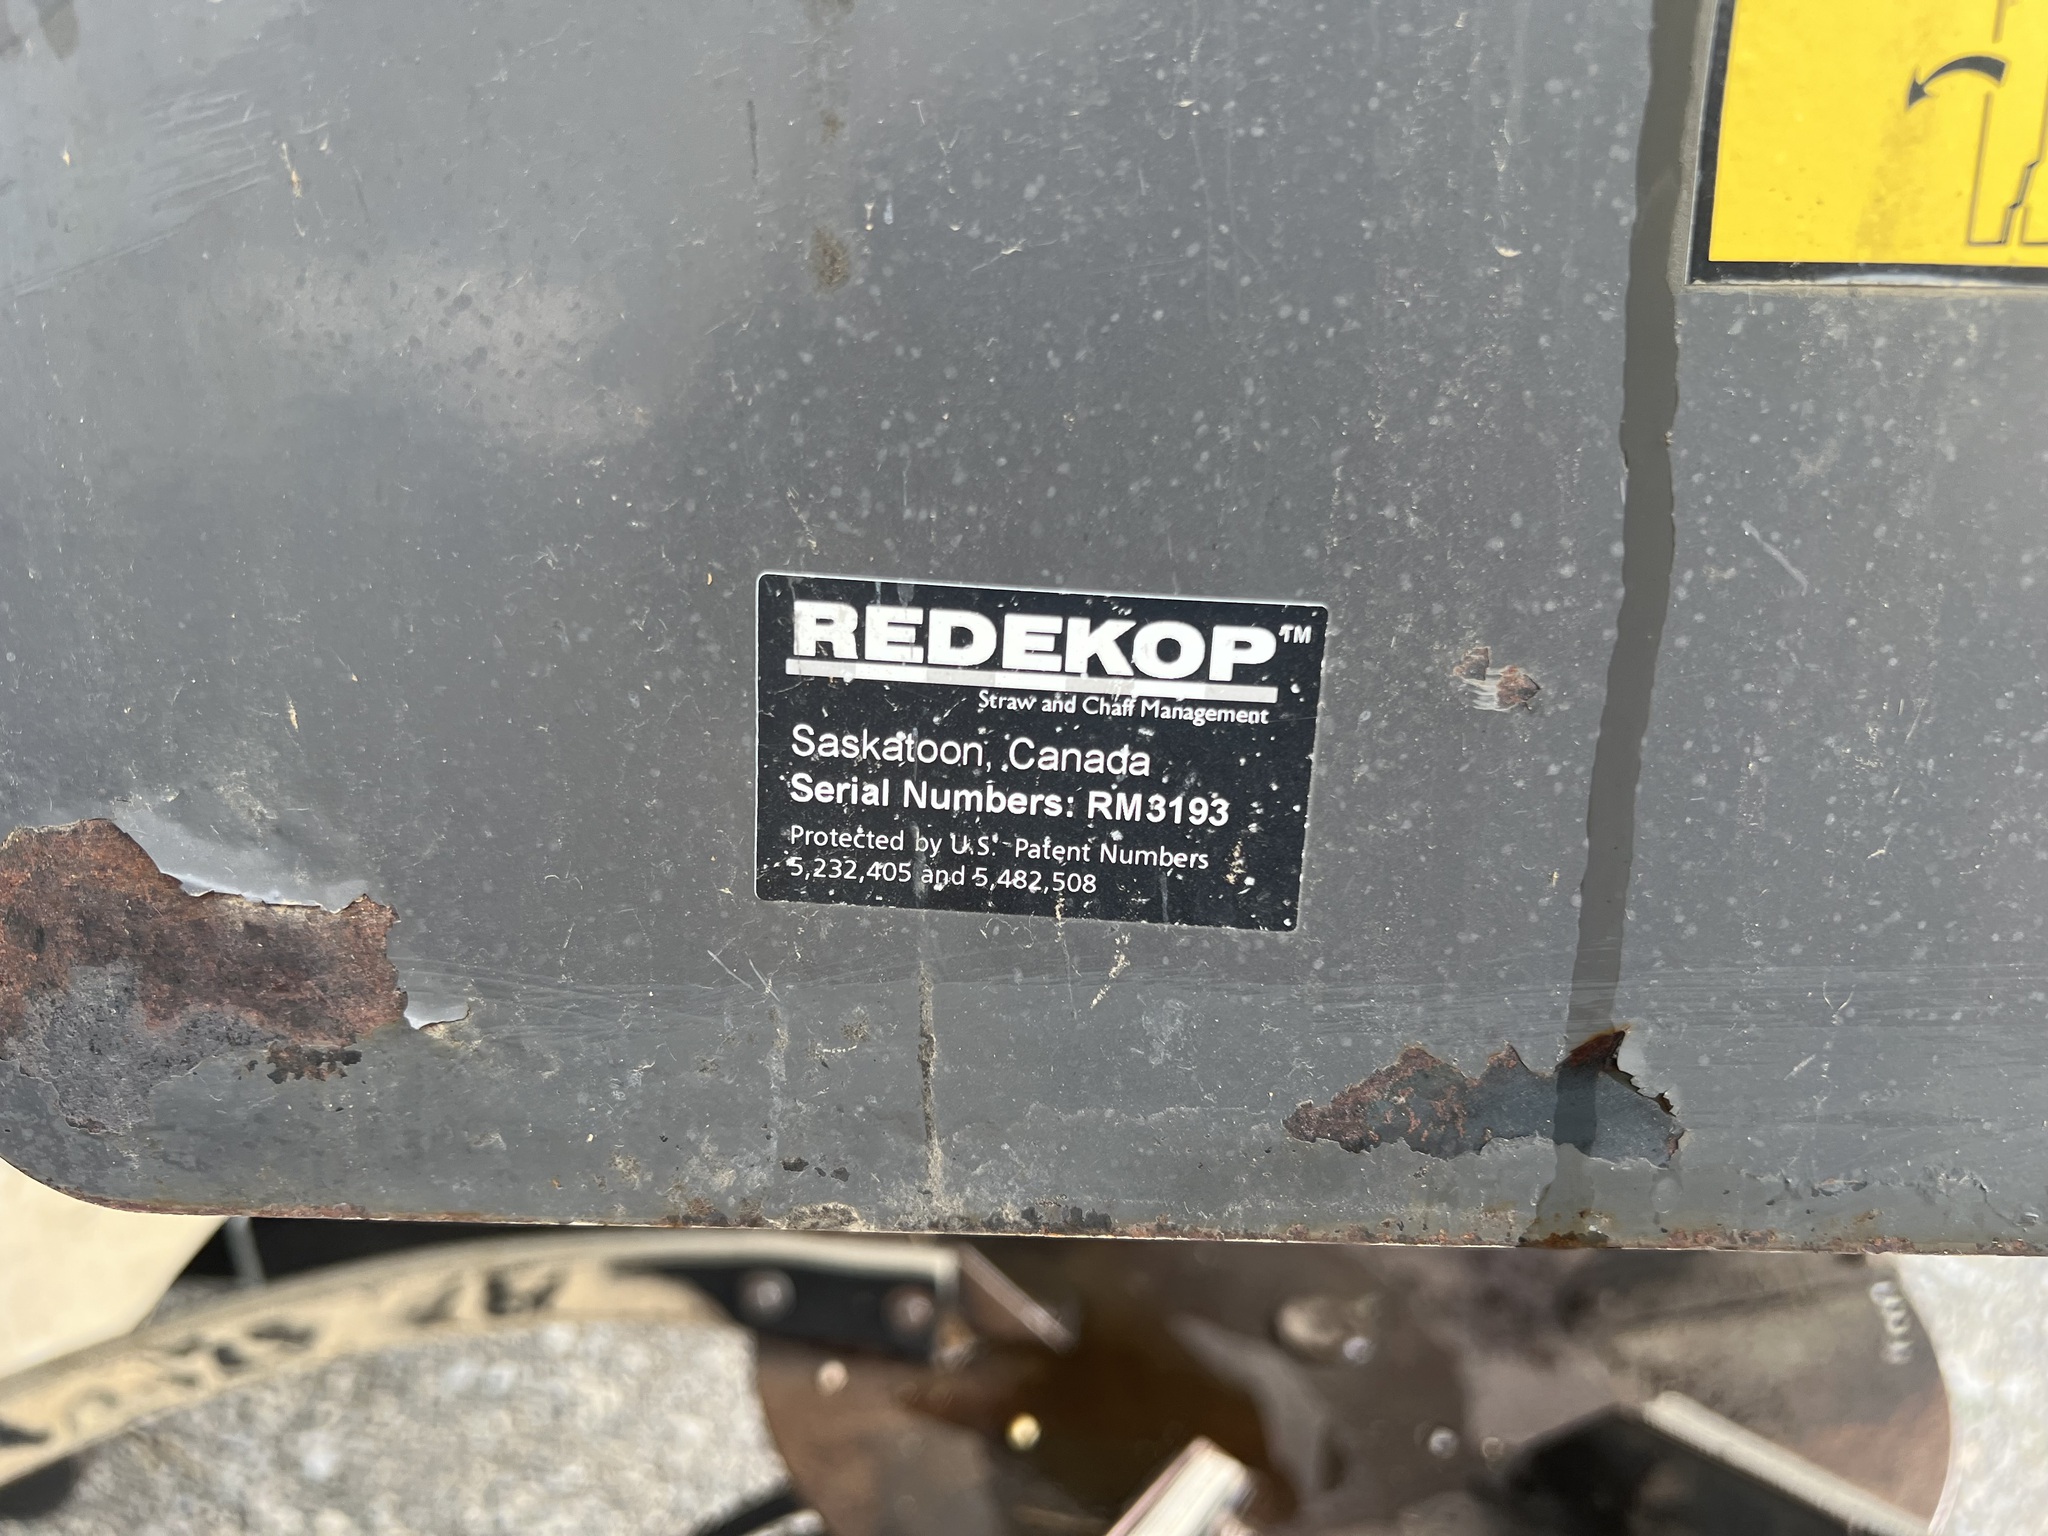 REDEKOP™
Straw and Chaff Management
Saskatoon, Canada
Serial Numbers: RM3193
Protected by U.S. Patent Numbers
5,232,405 and 5,482,508